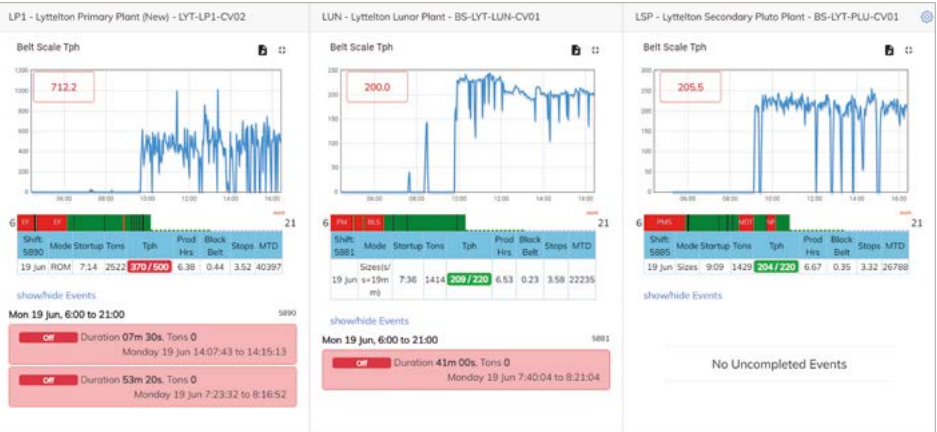 LP1 - Lyttelton Primary Plant (New) - LYT-LP1-CV02
Belt Scale Tph
712.2
1200
1000
800
600
400
200
0
06:00 08:00 10:00 12:00 14:00 16:00
6 EF EF 21
Shift: 5890 Mode Startup Tons Tph Prod Hrs Block Belt Stops MTD
19 Jun ROM 7:14 2522 370 / 500 6.38 0.44 3.52 40397
show/hide Events
Mon 19 Jun, 6:00 to 21:00 5890
Off Duration 07m 30s. Tons 0
Monday 19 Jun 14:07:43 to 14:15:13
Off Duration 53m 20s. Tons 0
Monday 19 Jun 7:23:32 to 8:16:52
LUN - Lyttelton Lunar Plant - BS-LYT-LUN-CV01
Belt Scale Tph
200.0
250
200
150
100
50
0
06:00 08:00 10:00 12:00 14:00 16:00
6 PM BLS 21
Shift: 5881 Mode Startup Tons Tph Prod Hrs Block Belt Stops MTD
19 Jun Sizes(s/s+19mm) 7:36 1414 209 / 220 6.53 0.23 3.58 22235
show/hide Events
Mon 19 Jun, 6:00 to 21:00 5881
Off Duration 41m 00s. Tons 0
Monday 19 Jun 7:40:04 to 8:21:04
LSP - Lyttelton Secondary Pluto Plant - BS-LYT-PLU-CV01
Belt Scale Tph
205.5
200
150
100
50
0
06:00 08:00 10:00 12:00 14:00 16:00
6 PMS MOT NP 21
Shift: 5885 Mode Startup Tons Tph Prod Hrs Block Belt Stops MTD
19 Jun Sizes 9:09 1429 204 / 220 6.67 0.35 3.32 26788
show/hide Events
No Uncompleted Events